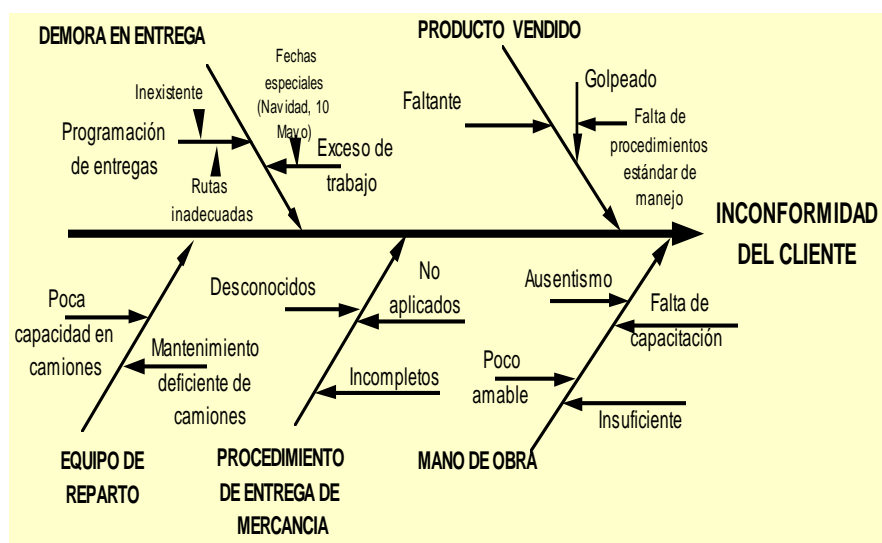 DEMORA EN ENTREGA
PRODUCTO VENDIDO
Fechas
especiales
(Navidad, 10
Mayo)
Inexistente
Programación
de entregas
Rutas
inadecuadas
Exceso de
trabajo
Faltante
Golpeado
Falta de
procedimientos
estándar de
manejo
INCONFORMIDAD
DEL CLIENTE
Poca
capacidad en
camiones
Mantenimiento
deficiente de
camiones
Desconocidos
No
aplicados
Incompletos
Ausentismo
Falta de
capacitación
Poco
amable
Insuficiente
EQUIPO DE
REPARTO
PROCEDIMIENTO
DE ENTREGA DE
MERCANCIA
MANO DE OBRA